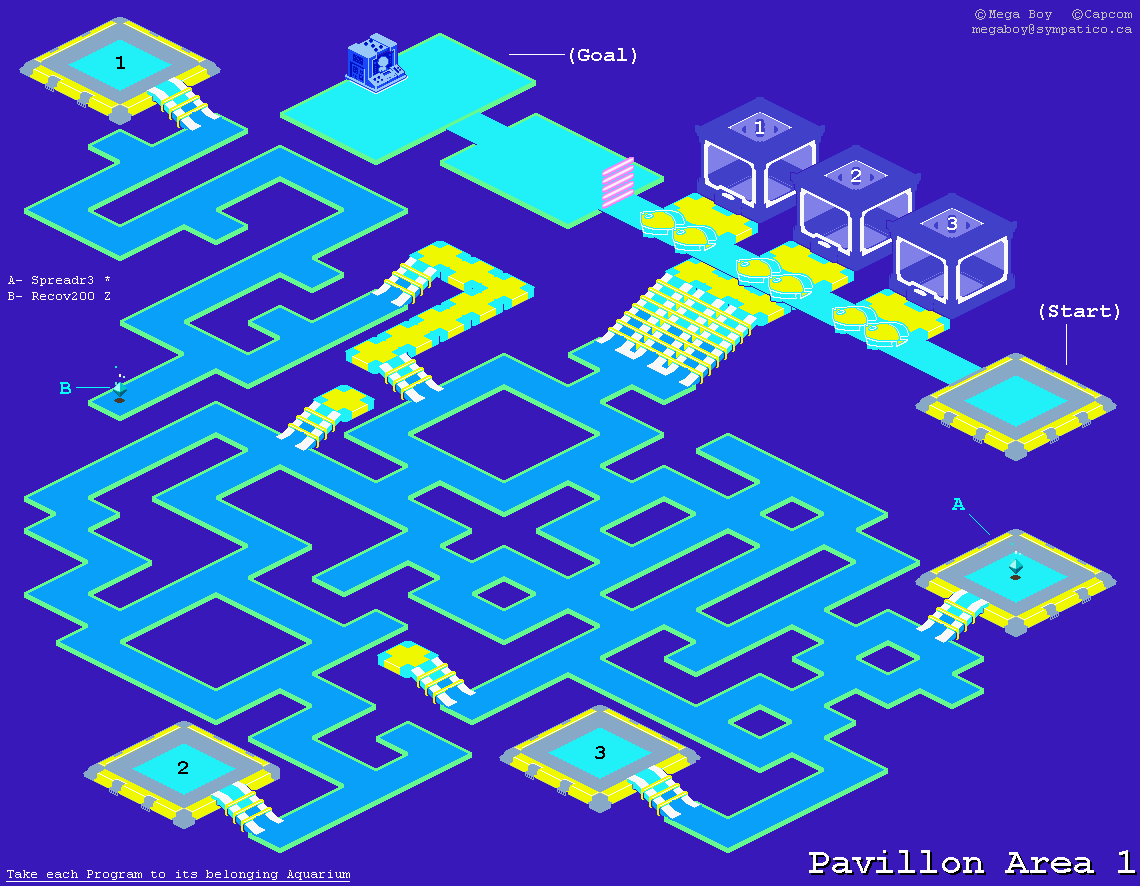 ©Mega Boy ©Capcom
megaboy@sympatico.ca
(Goal)
1
1
2
3
A- Spreadr3 *
B- Recov200 Z
(Start)
B
A
2
3
Pavillon Area 1
Take each Program to its belonging Aquarium